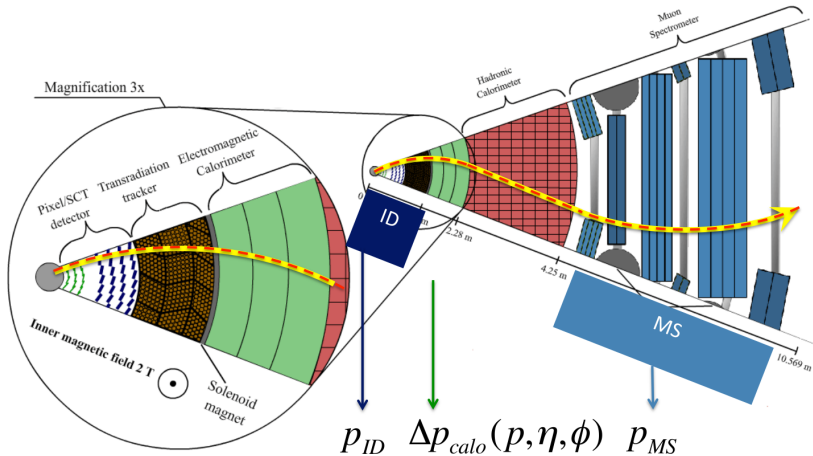 Muon
Spectrometer
Hadronic
Calorimeter
Magnification 3x
Electromagnetic
Calorimeter
Transradiation
tracker
Pixel/SCT
detector
Inner magnetic field 2 T
Solenoid
magnet
0
ID
m
2.28 m
4.25 m
MS
10.569 m
p_ID Δp_calo(p,η,ϕ) p_MS